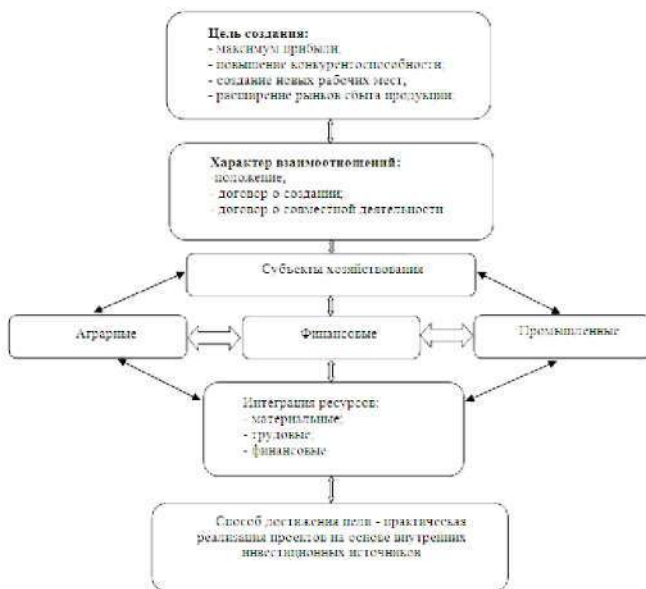 Цель создания:
- максимум прибыли,
- повышение конкурентоспособности,
- создание новых рабочих мест,
- расширение рынков сбыта продукции
Характер взаимоотношений:
-положение,
- договор о создании;
- договор о совместной деятельности
Субъекты хозяйствования
Аграрные
Финансовые
Промышленные
Интеграция ресурсов:
- материальные;
- трудовые
- финансовые
Способ достижения цели - практическая
реализация проектов на основе внутренних
инвестиционных источников